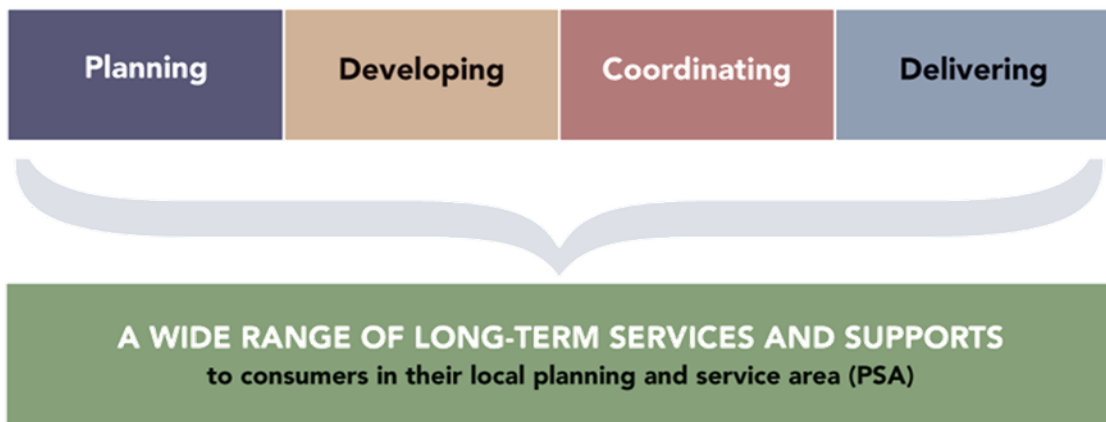 Planning
Developing
Coordinating
Delivering
A WIDE RANGE OF LONG-TERM SERVICES AND SUPPORTS
to consumers in their local planning and service area (PSA)